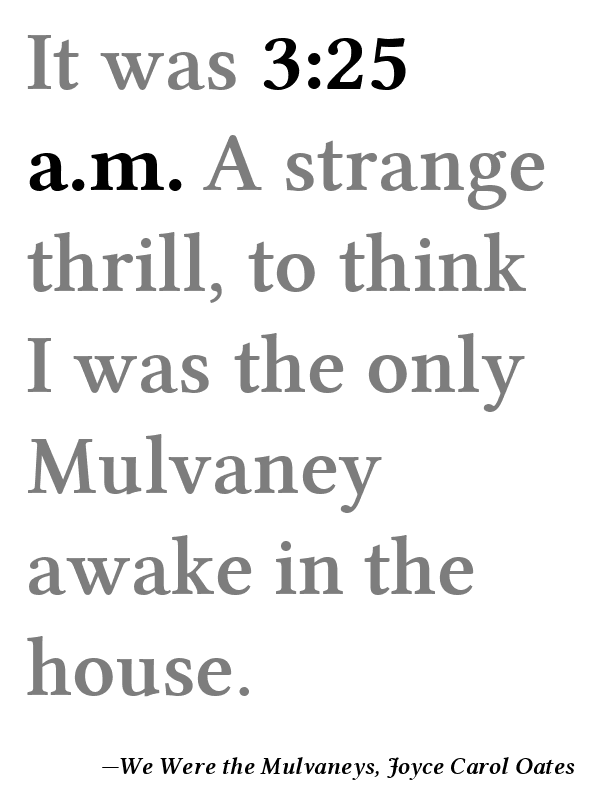 It was 3:25
a.m. A strange
thrill, to think
I was the only
Mulvaney
awake in the
house.
—We Were the Mulvaneys, Joyce Carol Oates